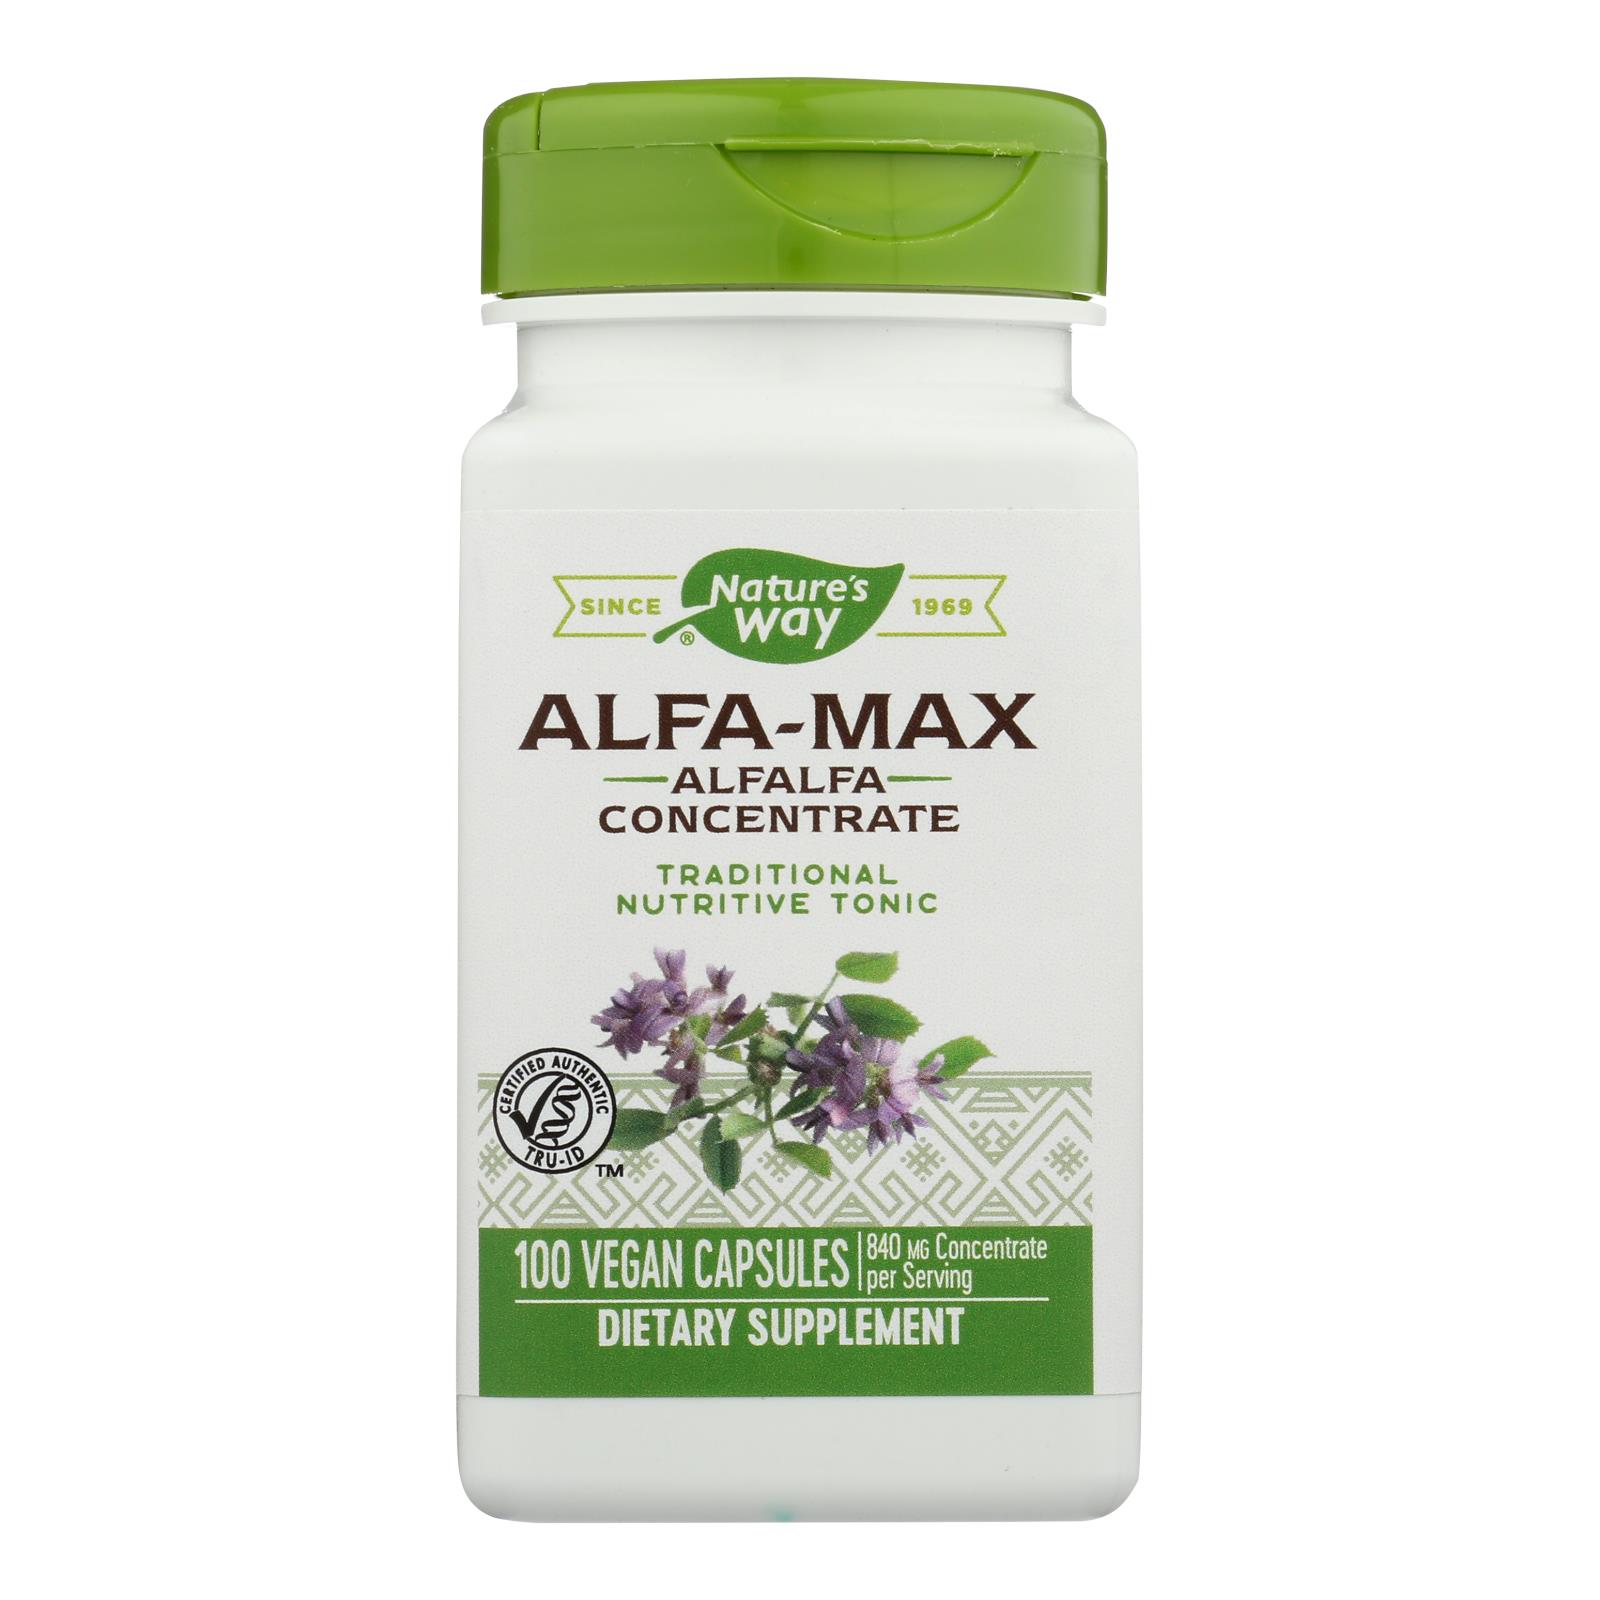 SINCE Nature's Way ® 1969
ALFA-MAX
ALFALFA
CONCENTRATE
TRADITIONAL
NUTRITIVE TONIC
CERTIFIED AUTHENTIC
TRU-ID ™
100 VEGAN CAPSULES
840 MG Concentrate
per Serving
DIETARY SUPPLEMENT